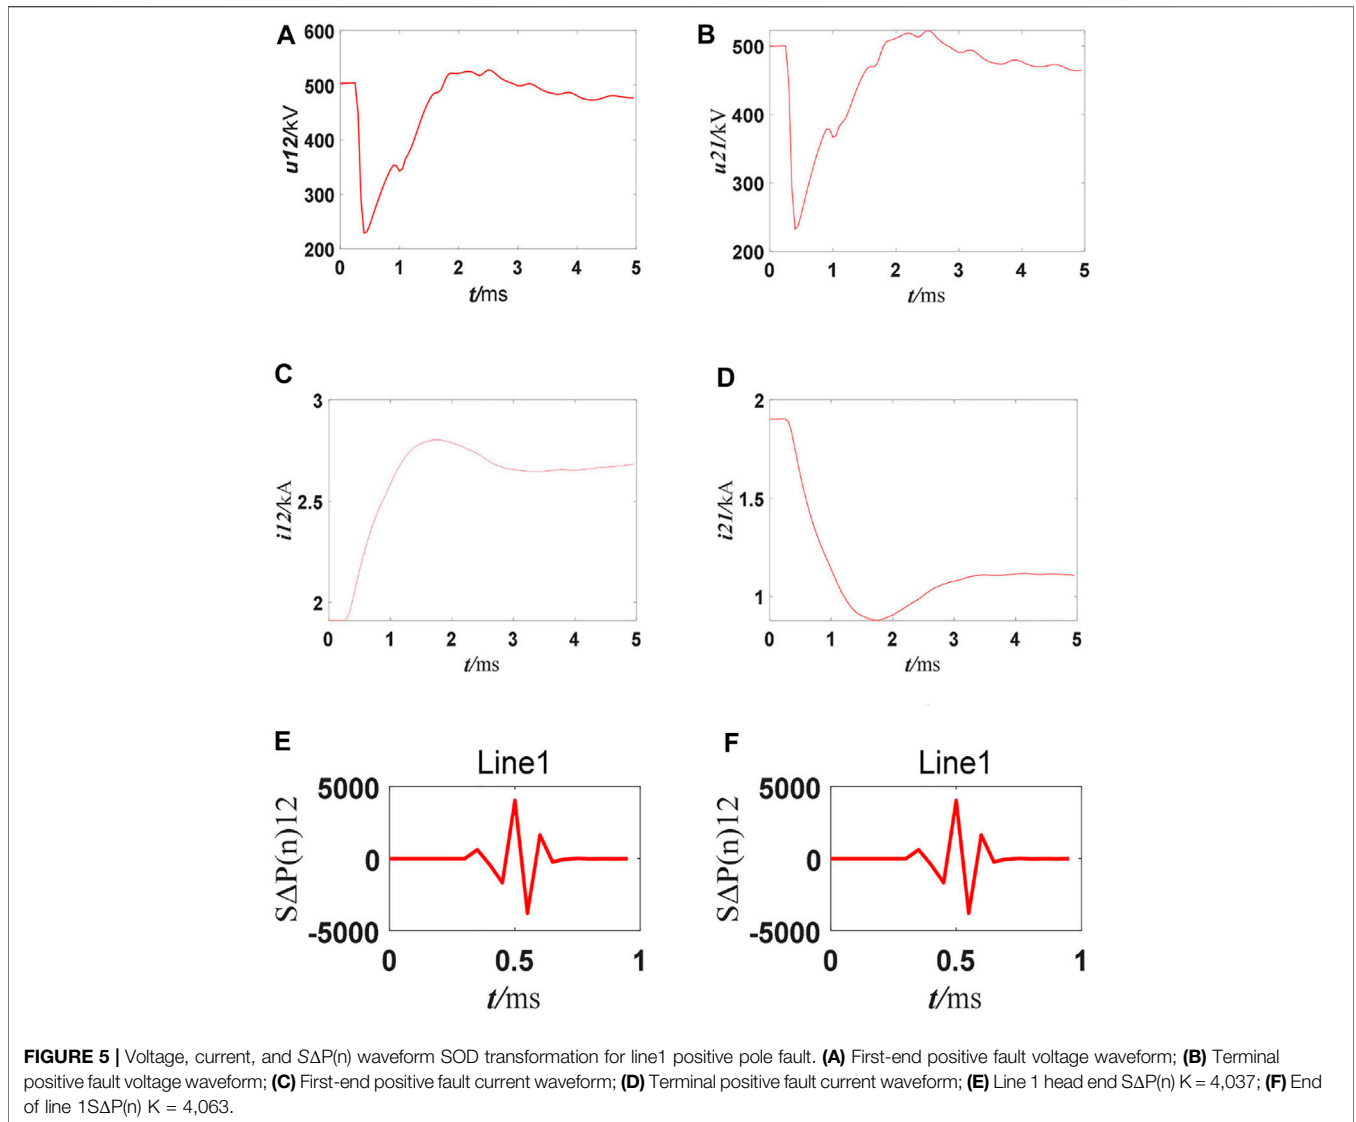 A
600
500
400
300
200
u12/kV
0 1 2 3 4 5
t/ms
B
500
400
300
200
u21/kV
0 1 2 3 4 5
t/ms
C
3
2.5
2
i12/kA
0 1 2 3 4 5
t/ms
D
2
1.5
1
i21/kA
0 1 2 3 4 5
t/ms
E
Line1
5000
0
-5000
SΔP(n)12
0 0.5 1
t/ms
F
Line1
5000
0
-5000
SΔP(n)12
0 0.5 1
t/ms
FIGURE 5 | Voltage, current, and SΔP(n) waveform SOD transformation for line1 positive pole fault. (A) First-end positive fault voltage waveform; (B) Terminal
positive fault voltage waveform; (C) First-end positive fault current waveform; (D) Terminal positive fault current waveform; (E) Line 1 head end SΔP(n) K = 4,037; (F) End
of line 1SΔP(n) K = 4,063.